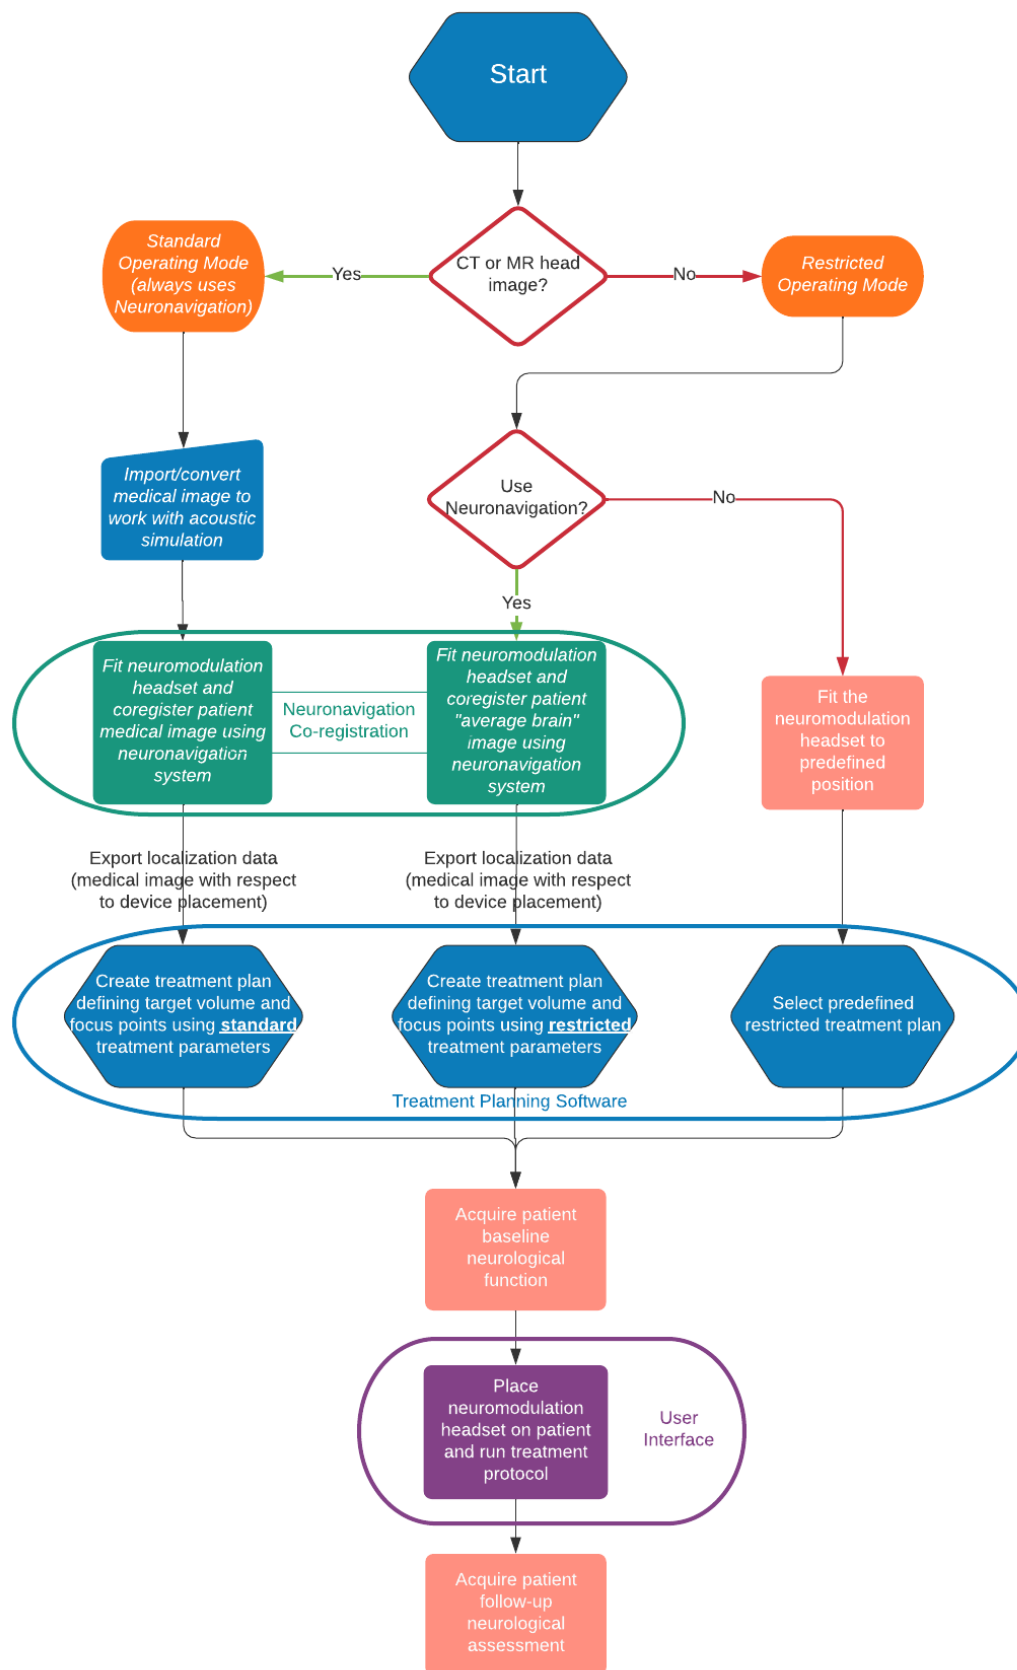 Start
CT or MR head
image?
Yes
No
Standard
Operating Mode
(always uses
Neuronavigation)
Restricted
Operating Mode
Import/convert
medical image to
work with acoustic
simulation
Use
Neuronavigation?
No
Yes
Fit neuromodulation
headset and
coregister patient
medical image using
neuronavigation
system
Neuronavigation
Co-registration
Fit neuromodulation
headset and
coregister patient
"average brain"
image using
neuronavigation
system
Fit the
neuromodulation
headset to
predefined
position
Export localization data
(medical image with respect
to device placement)
Export localization data
(medical image with respect
to device placement)
Create treatment plan
defining target volume and
focus points using standard
treatment parameters
Create treatment plan
defining target volume and
focus points using restricted
treatment parameters
Select predefined
restricted treatment plan
Treatment Planning Software
Acquire patient
baseline
neurological
function
Place
neuromodulation
headset on patient
and run treatment
protocol
User
Interface
Acquire patient
follow-up
neurological
assessment